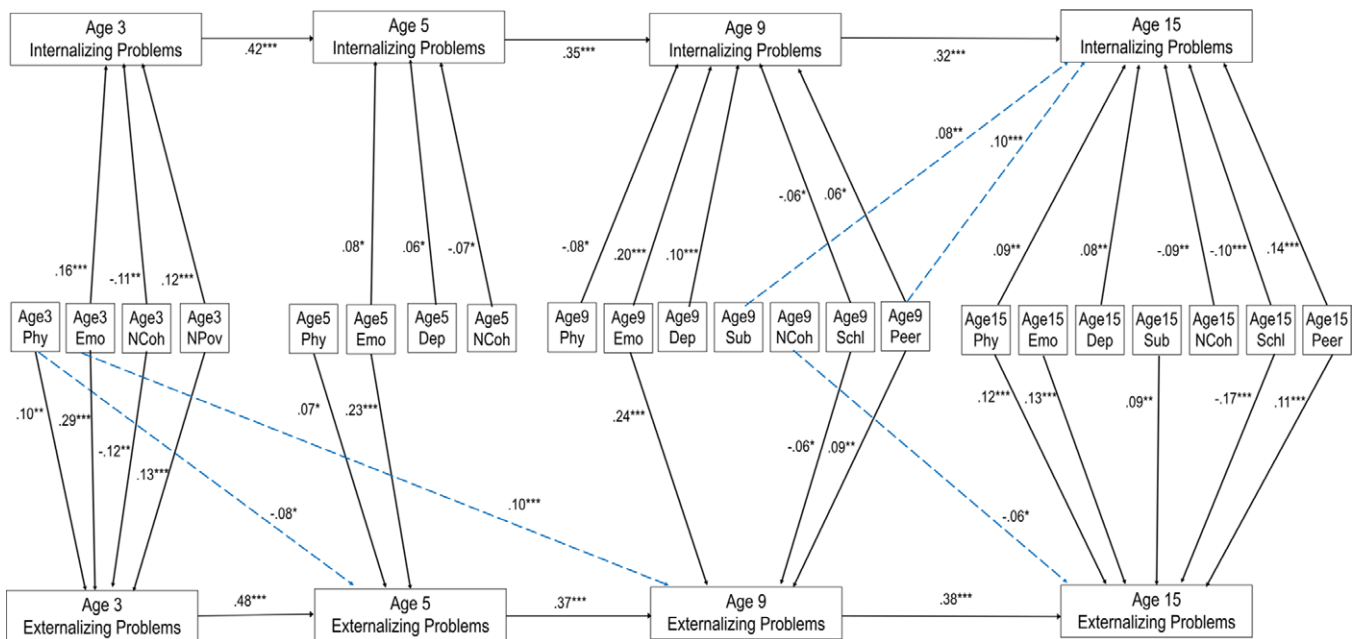 Age 3
Internalizing Problems
Age 5
Internalizing Problems
Age 9
Internalizing Problems
Age 15
Internalizing Problems
.42***
.35***
.32***
.08**
.10***
-.06*
.06*
.16***
-.11**
.12***
.08*
.06*
-.07*
-.08*
.20***
.10***
.09**
.08**
-.09**
-.10***
.14***
Age3
Phy
Age3
Emo
Age3
NCoh
Age3
NPov
Age5
Phy
Age5
Emo
Age5
Dep
Age5
NCoh
Age9
Phy
Age9
Emo
Age9
Dep
Age9
Sub
Age9
NCoh
Age9
Schl
Age9
Peer
Age15
Phy
Age15
Emo
Age15
Dep
Age15
Sub
Age15
NCoh
Age15
Schl
Age15
Peer
.10**
.29***
-.12**
.13***
.07*
.23***
.24***
-.06*
.09**
.12***
.13***
.09**
-.17***
.11***
-.08*
.10***
-.06*
Age 3
Externalizing Problems
Age 5
Externalizing Problems
Age 9
Externalizing Problems
Age 15
Externalizing Problems
.48***
.37***
.38***